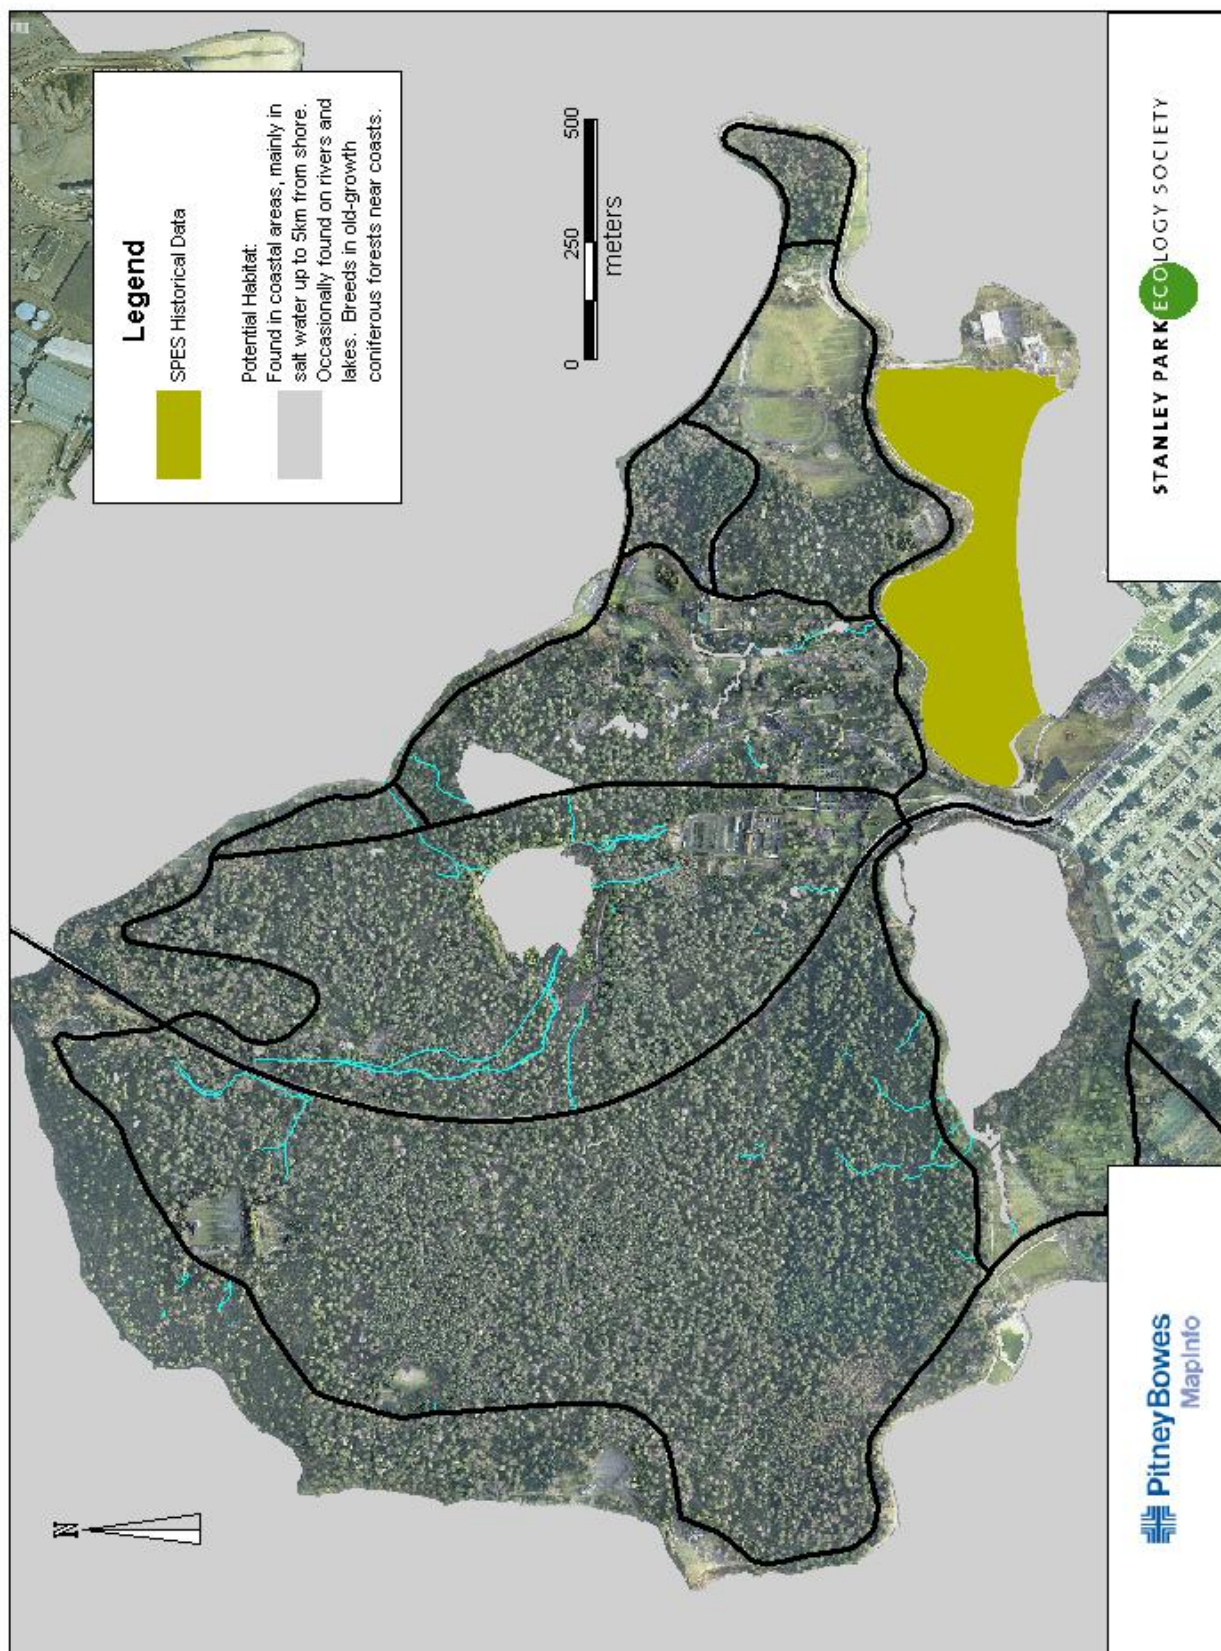 Legend
SPES Historical Data
Potential Habitat:
Found in coastal areas, mainly in
salt water up to 5km from shore.
Occasionally found on rivers and
lakes. Breeds in old-growth
coniferous forests near coasts.
0 250 500
meters
N
PitneyBowes
MapInfo
STANLEY PARK ECOLOGY SOCIETY